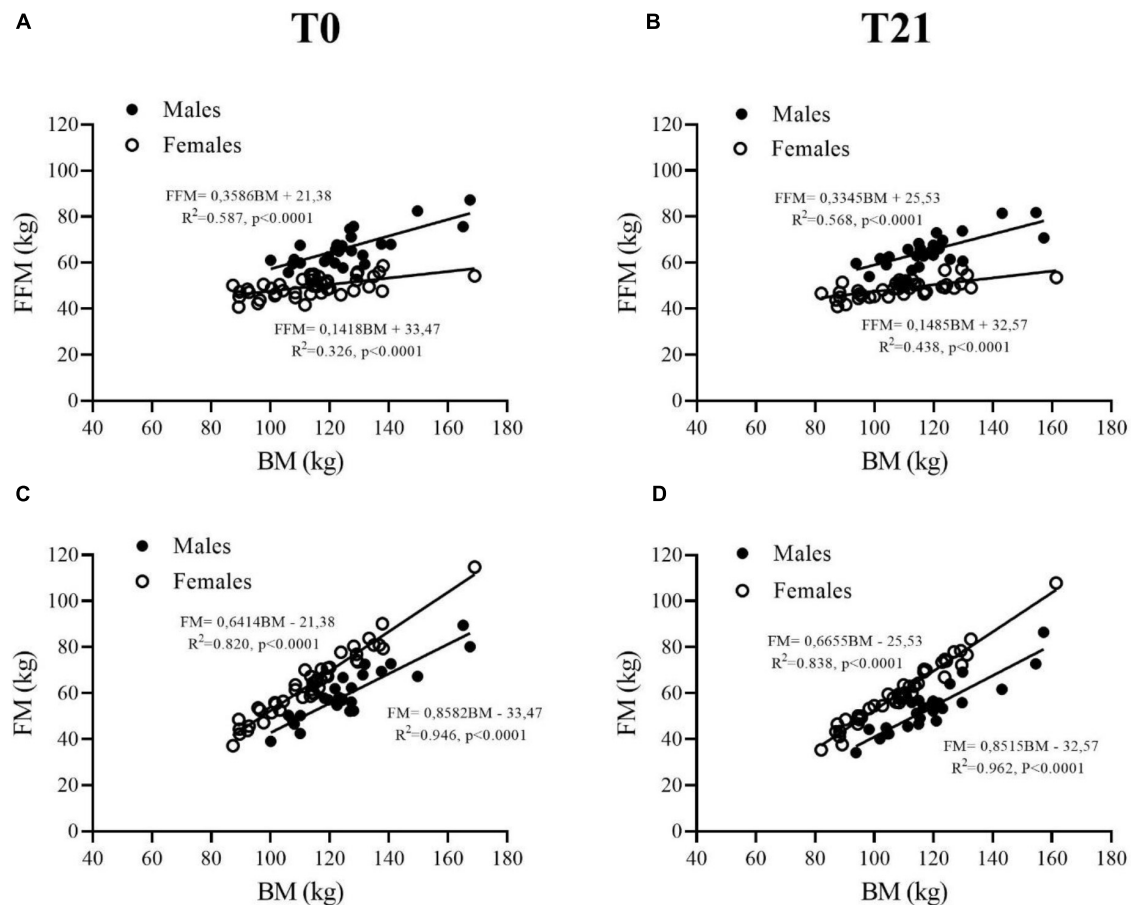 A
T0
Males
Females
120
100
80
60
40
20
0
FFM (kg)
FFM= 0,3586BM + 21,38
R²=0.587, p<0.0001
FFM= 0,1418BM + 33,47
R²=0.326, p<0.0001
40 60 80 100 120 140 160 180
BM (kg)
B
T21
Males
Females
120
100
80
60
40
20
0
FFM (kg)
FFM= 0,3345BM + 25,53
R²=0.568, p<0.0001
FFM= 0,1485BM + 32,57
R²=0.438, p<0.0001
40 60 80 100 120 140 160 180
BM (kg)
C
Males
Females
120
100
80
60
40
20
0
FM (kg)
FM= 0,6414BM - 21,38
R²=0.820, p<0.0001
FM= 0,8582BM - 33,47
R²=0.946, p<0.0001
40 60 80 100 120 140 160 180
BM (kg)
D
Males
Females
120
100
80
60
40
20
0
FM (kg)
FM= 0,6655BM - 25,53
R²=0.838, p<0.0001
FM= 0,8515BM - 32,57
R²=0.962, P<0.0001
40 60 80 100 120 140 160 180
BM (kg)